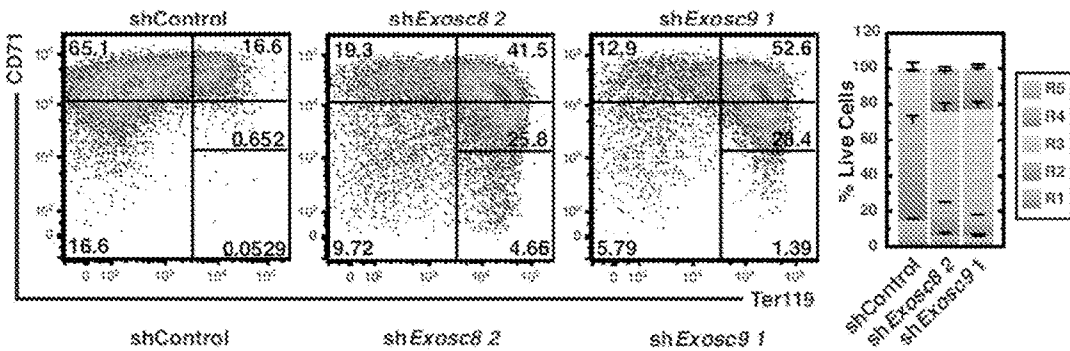 shControl
shExosc8 2
shExosc9 1
CD71
65.1 16.6
0.652
16.6 0.0529
19.3 41.5
25.8
9.72 4.66
12.9 52.6
28.4
5.79 1.39
Ter119
% Live Cells
120
100
80
60
40
20
0
shControl
shExosc8 2
shExosc9 1
R5
R4
R3
R2
R1
shControl
shExosc8 2
shExosc9 1